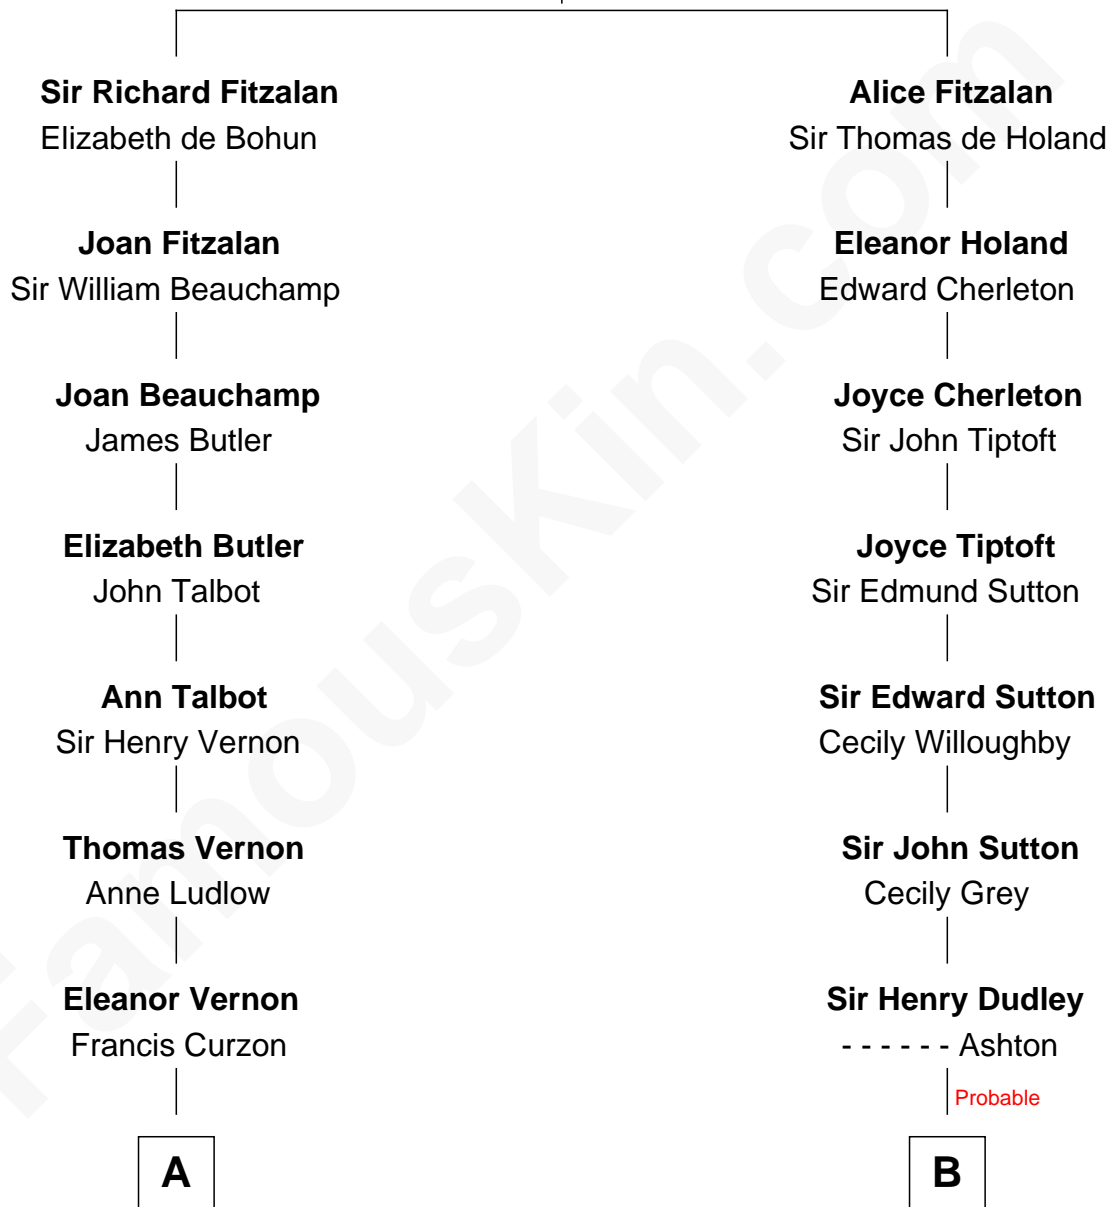 Sir Richard Fitzalan
Elizabeth de Bohun
Joan Fitzalan
Sir William Beauchamp
Joan Beauchamp
James Butler
Elizabeth Butler
John Talbot
Ann Talbot
Sir Henry Vernon
Thomas Vernon
Anne Ludlow
Eleanor Vernon
Francis Curzon
A
Alice Fitzalan
Sir Thomas de Holand
Eleanor Holand
Edward Cherleton
Joyce Cherleton
Sir John Tiptoft
Joyce Tiptoft
Sir Edmund Sutton
Sir Edward Sutton
Cecily Willoughby
Sir John Sutton
Cecily Grey
Sir Henry Dudley
- - - - - - Ashton
Probable
B
FamousKin.com